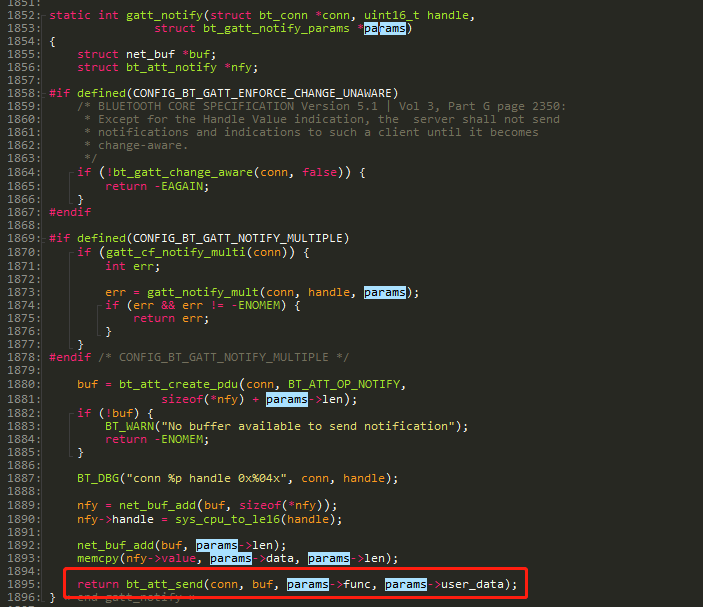 1851:
1852: static int gatt_notify(struct bt_conn *conn, uint16_t handle,
1853: struct bt_gatt_notify_params *params)
1854: {
1855: struct net_buf *buf;
1856: struct bt_att_notify *nfy;
1857:
1858: #if defined(CONFIG_BT_GATT_ENFORCE_CHANGE_UNAWARE)
1859: /* BLUETOOTH CORE SPECIFICATION Version 5.1 | Vol 3, Part G page 2350:
1860: * Except for the Handle Value indication, the  server shall not send
1861: * notifications and indications to such a client until it becomes
1862: * change-aware.
1863: */
1864: if (!bt_gatt_change_aware(conn, false)) {
1865: return -EAGAIN;
1866: }
1867: #endif
1868:
1869: #if defined(CONFIG_BT_GATT_NOTIFY_MULTIPLE)
1870: if (gatt_cf_notify_multi(conn)) {
1871: int err;
1872:
1873: err = gatt_notify_mult(conn, handle, params);
1874: if (err && err != -ENOMEM) {
1875: return err;
1876: }
1877: }
1878: #endif /* CONFIG_BT_GATT_NOTIFY_MULTIPLE */
1879:
1880: buf = bt_att_create_pdu(conn, BT_ATT_OP_NOTIFY,
1881: sizeof(*nfy) + params->len);
1882: if (!buf) {
1883: BT_WARN("No buffer available to send notification");
1884: return -ENOMEM;
1885: }
1886:
1887: BT_DBG("conn %p handle 0x%04x", conn, handle);
1888:
1889: nfy = net_buf_add(buf, sizeof(*nfy));
1890: nfy->handle = sys_cpu_to_le16(handle);
1891:
1892: net_buf_add(buf, params->len);
1893: memcpy(nfy->value, params->data, params->len);
1894:
1895: return bt_att_send(conn, buf, params->func, params->user_data);
1896: } « end gatt_notify »